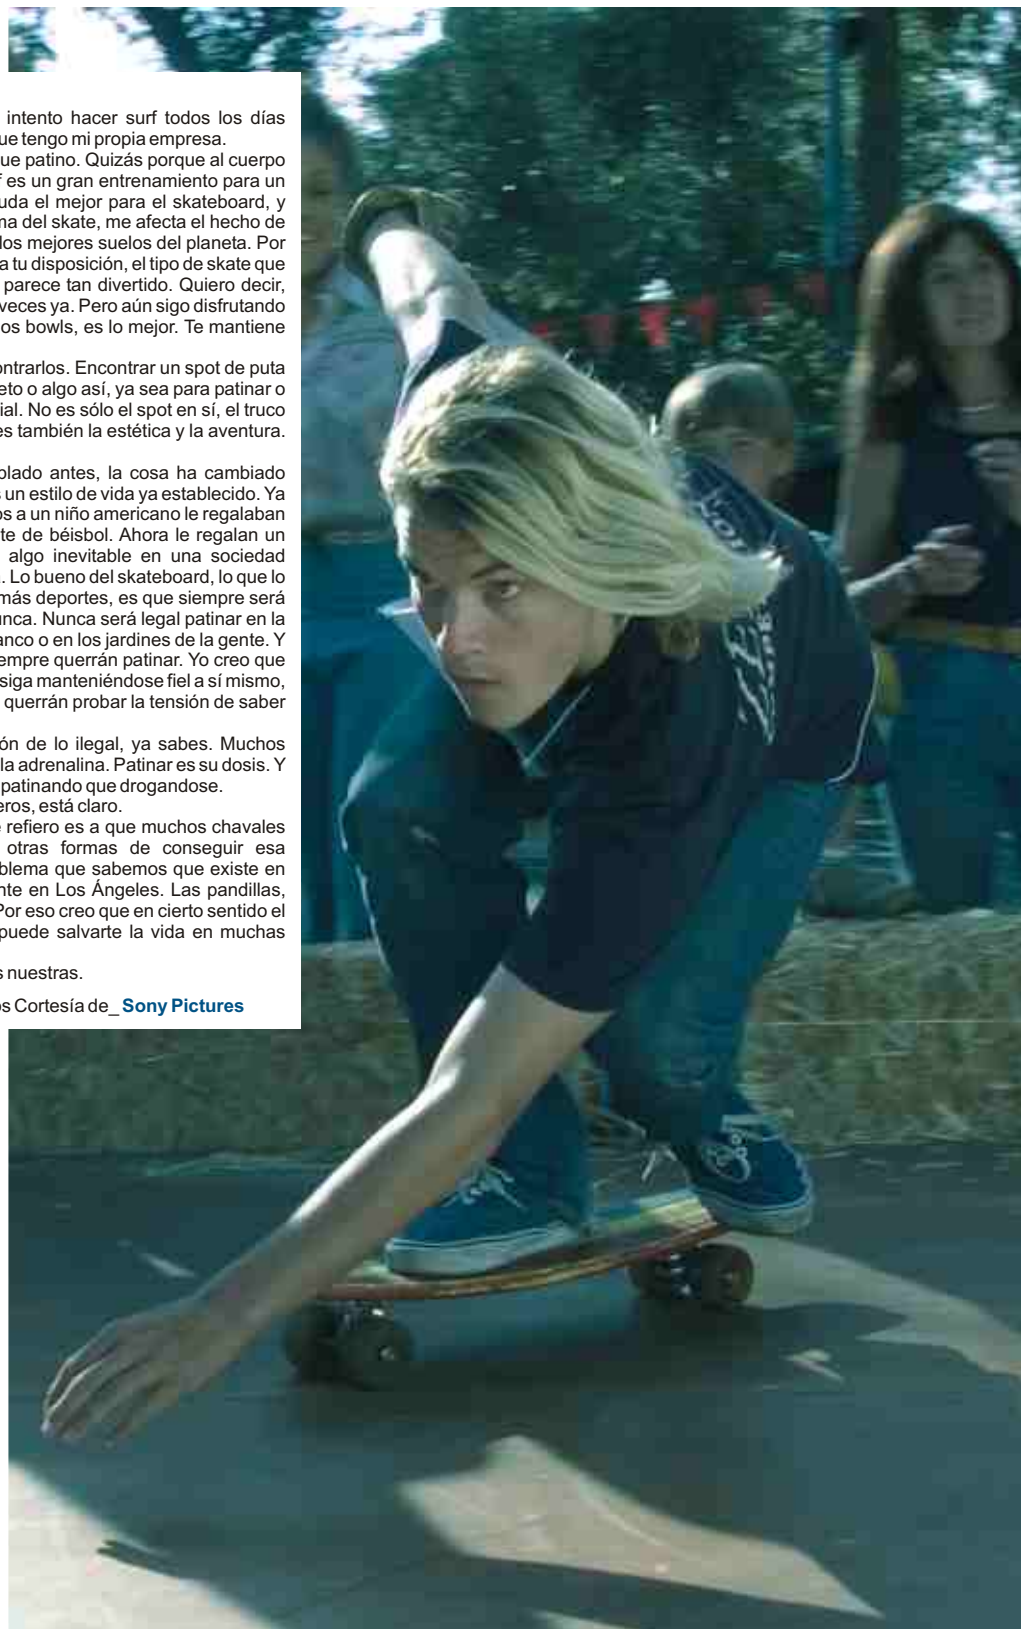 intento hacer surf todos los días
ue tengo mi propia empresa.
ue patino. Quizás porque al cuerpo
f es un gran entrenamiento para un
uda el mejor para el skateboard, y
na del skate, me afecta el hecho de
los mejores suelos del planeta. Por
a tu disposición, el tipo de skate que
parece tan divertido. Quiero decir,
veces ya. Pero aún sigo disfrutando
os bowls, es lo mejor. Te mantiene
ontrarlos. Encontrar un spot de puta
eto o algo así, ya sea para patinar o
ial. No es sólo el spot en sí, el truco
es también la estética y la aventura.
olado antes, la cosa ha cambiado
s un estilo de vida ya establecido. Ya
os a un niño americano le regalaban
te de béisbol. Ahora le regalan un
algo inevitable en una sociedad
. Lo bueno del skateboard, lo que lo
más deportes, es que siempre será
unca. Nunca será legal patinar en la
anco o en los jardines de la gente. Y
empre querrán patinar. Yo creo que
siga manteniéndose fiel a sí mismo,
querrán probar la tensión de saber
ón de lo ilegal, ya sabes. Muchos
la adrenalina. Patinar es su dosis. Y
patinando que drogandose.
eros, está claro.
e refiero es a que muchos chavales
otras formas de conseguir esa
blema que sabemos que existe en
nte en Los Ángeles. Las pandillas,
Por eso creo que en cierto sentido el
puede salvarte la vida en muchas
s nuestras.
os Cortesía de_ Sony Pictures